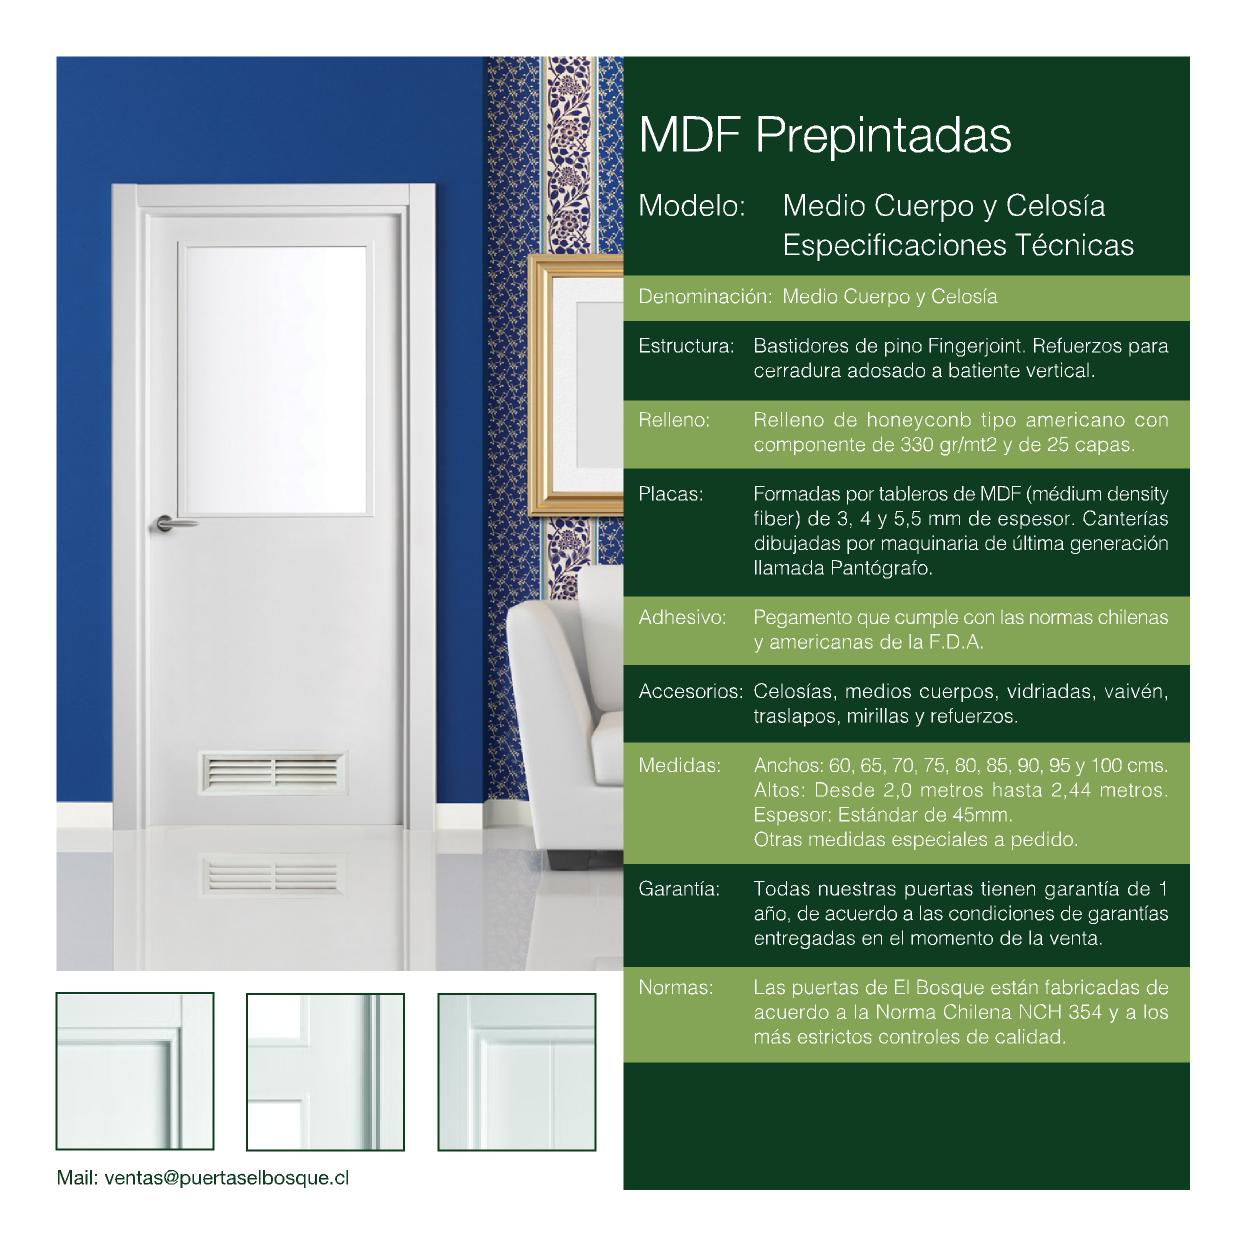 MDF Prepintadas
Modelo: Medio Cuerpo y Celosía
Especificaciones Técnicas
Denominación: Medio Cuerpo y Celosía
Estructura: Bastidores de pino Fingerjoint. Refuerzos para
cerradura adosado a batiente vertical.
Relleno: Relleno de honeyconb tipo americano con
componente de 330 gr/mt2 y de 25 capas.
Placas: Formadas por tableros de MDF (médium density
fiber) de 3, 4 y 5,5 mm de espesor. Canterías
dibujadas por maquinaria de última generación
llamada Pantógrafo.
Adhesivo: Pegamento que cumple con las normas chilenas
y americanas de la F.D.A.
Accesorios: Celosías, medios cuerpos, vidriadas, vaivén,
traslapos, mirillas y refuerzos.
Medidas: Anchos: 60, 65, 70, 75, 80, 85, 90, 95 y 100 cms.
Altos: Desde 2,0 metros hasta 2,44 metros.
Espesor: Estándar de 45mm.
Otras medidas especiales a pedido.
Garantía: Todas nuestras puertas tienen garantía de 1
año, de acuerdo a las condiciones de garantías
entregadas en el momento de la venta.
Normas: Las puertas de El Bosque están fabricadas de
acuerdo a la Norma Chilena NCH 354 y a los
más estrictos controles de calidad.
Mail: ventas@puertaselbosque.cl